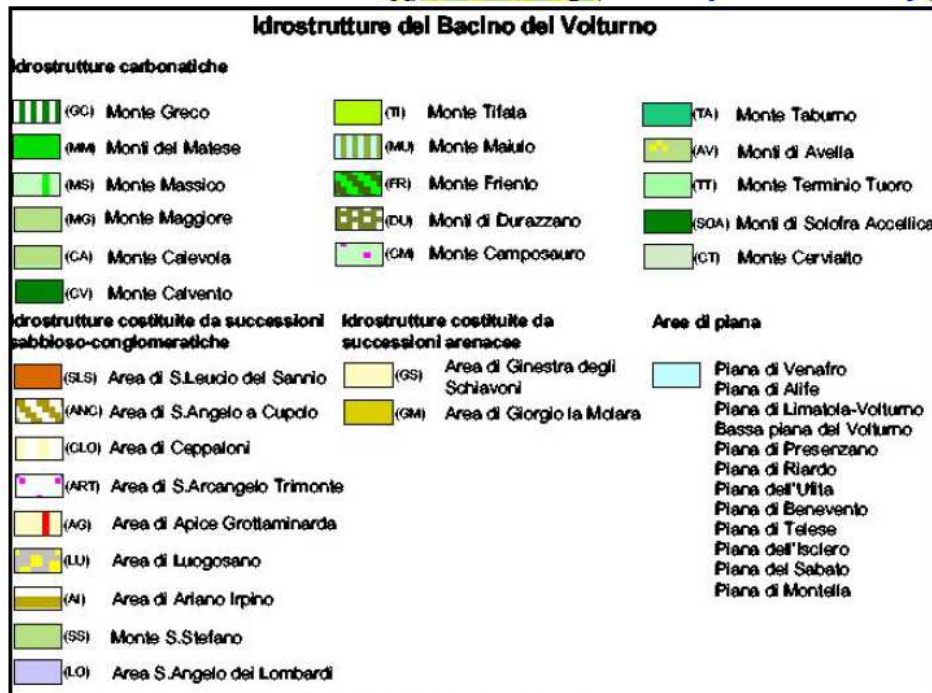 Idrostrutture del Bacino del Volturno
Idrostrutture carbonatiche
(GC) Monte Greco
(MM) Monti del Matese
(MS) Monte Massico
(MG) Monte Maggiore
(CA) Monte Caievola
(CV) Monte Calvento
(TI) Monte Tifata
(MU) Monte Maiulo
(FR) Monte Friento
(DU) Monti di Durazzano
(CM) Monte Camposauro
(TA) Monte Taburno
(AV) Monti di Avella
(TT) Monte Terminio Tuoro
(SOA) Monti di Solofra Accellica
(CT) Monte Cervialto
Idrostrutture costituite da successioni
sabbioso-conglomeratiche
(SLS) Area di S.Leucio del Sannio
(ANC) Area di S.Angelo a Cupolo
(CLO) Area di Ceppaloni
(ART) Area di S.Arcangelo Trimonte
(AG) Area di Apice Grottaminarda
(LU) Area di Luogosano
(AI) Area di Ariano Irpino
(SS) Monte S.Stefano
(LO) Area S.Angelo dei Lombardi
Idrostrutture costituite da
successioni arenacee
(GS) Area di Ginestra degli
Schiavoni
(GM) Area di Giorgio la Molara
Aree di piana
Piana di Venafro
Piana di Alife
Piana di Limatola-Volturno
Bassa piana del Volturno
Piana di Presenzano
Piana di Riardo
Piana dell'Ufita
Piana di Benevento
Piana di Telese
Piana dell'Isclero
Piana del Sabato
Piana di Montella